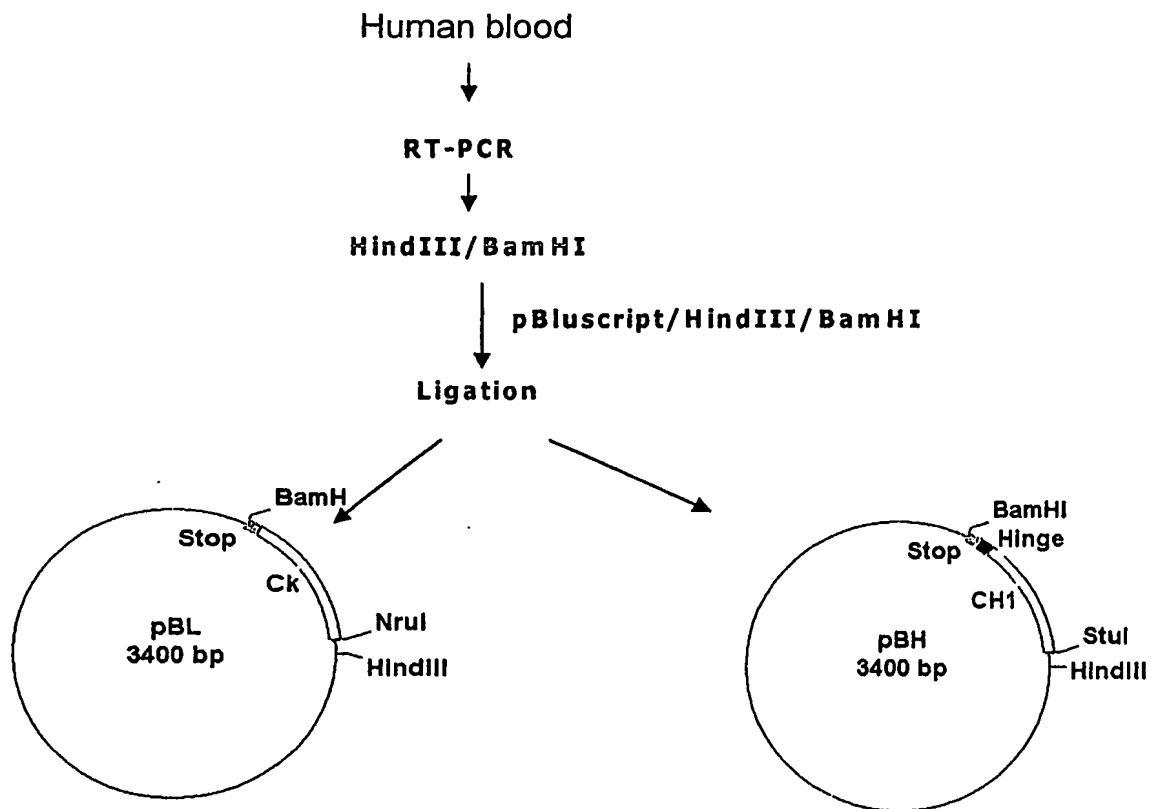 Human blood
RT-PCR
HindIII/BamHI
pBluscript/HindIII/BamHI
Ligation
BamH
Stop
Ck
pBL
3400 bp
NruI
HindIII
BamHI
Hinge
Stop
CH1
pBH
3400 bp
StuI
HindIII